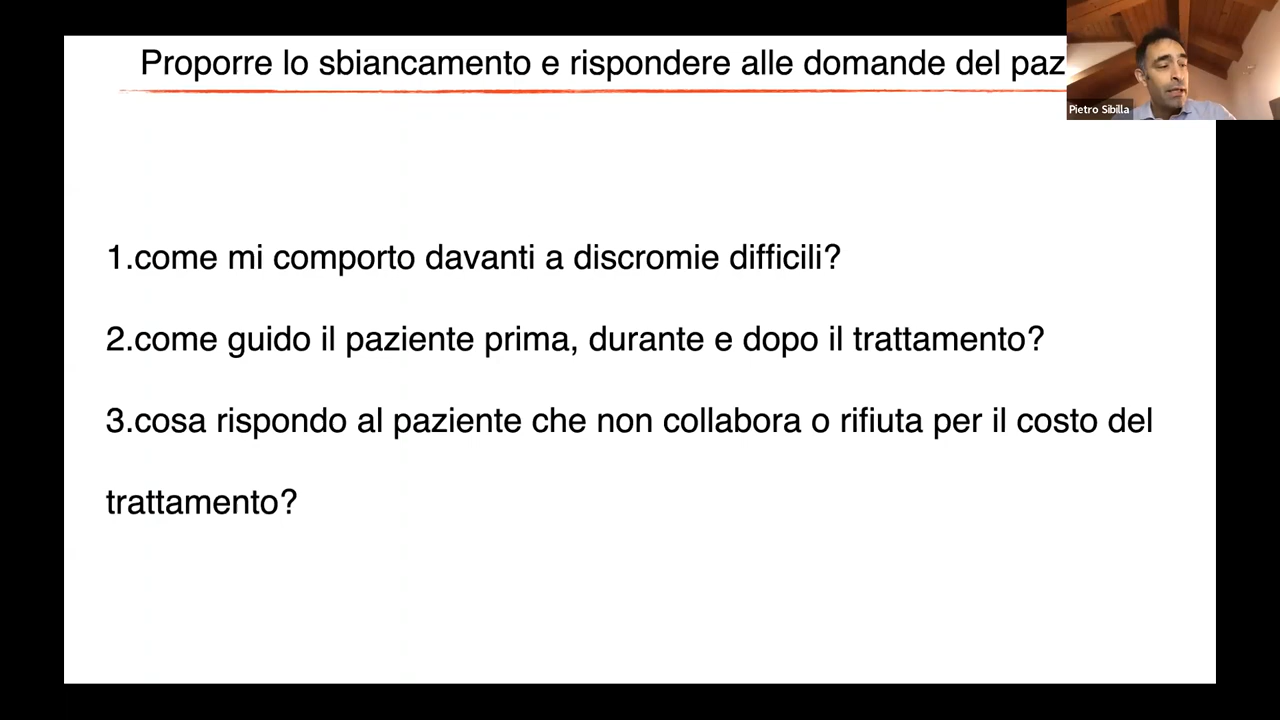 Proporre lo sbiancamento e rispondere alle domande del paz
Pietro Sibilla
1.come mi comporto davanti a discromie difficili?
2.come guido il paziente prima, durante e dopo il trattamento?
3.cosa rispondo al paziente che non collabora o rifiuta per il costo del
trattamento?